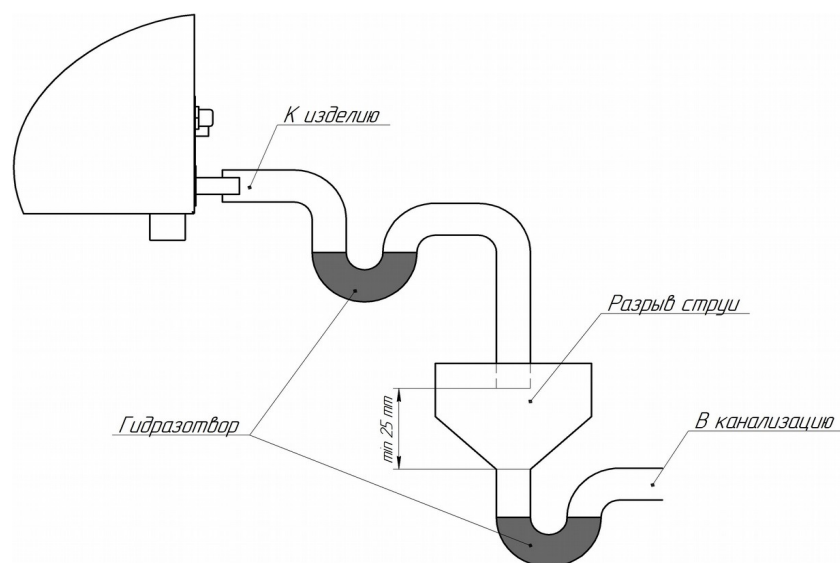 К изделию
Разрыв струи
min 25 mm
Гидразотвор
В канализацию